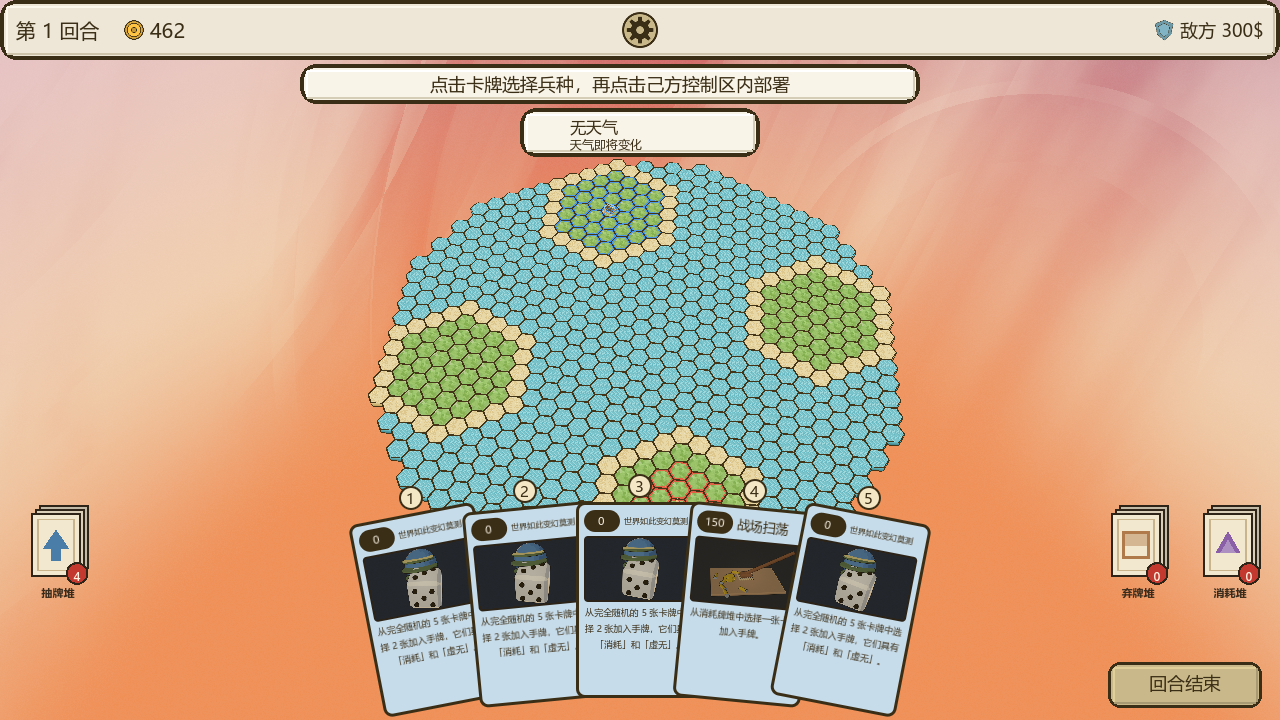 第 1 回合
462
敌方 300$
点击卡牌选择兵种，再点击己方控制区内部署
无天气
天气即将变化
1
2
3
4
5
0
世界如此变幻莫测
从完全随机的 5 张卡牌中
择 2 张加入手牌，它们
「消耗」和「虚无」
0
世界如此变幻莫测
从完全随机的 5 张卡牌中
择 2 张加入手牌，它们
「消耗」和「虚无」
0
世界如此变幻莫测
从完全随机的 5 张卡牌中
择 2 张加入手牌，它们
「消耗」和「虚无」
150
战场扫荡
从消耗牌堆中选择一张
加入手牌。
0
世界如此变幻莫测
从完全随机的 5 张卡牌中选
择 2 张加入手牌，它们具有
「消耗」和「虚无」。
4
抽牌堆
0
弃牌堆
0
消耗堆
回合结束